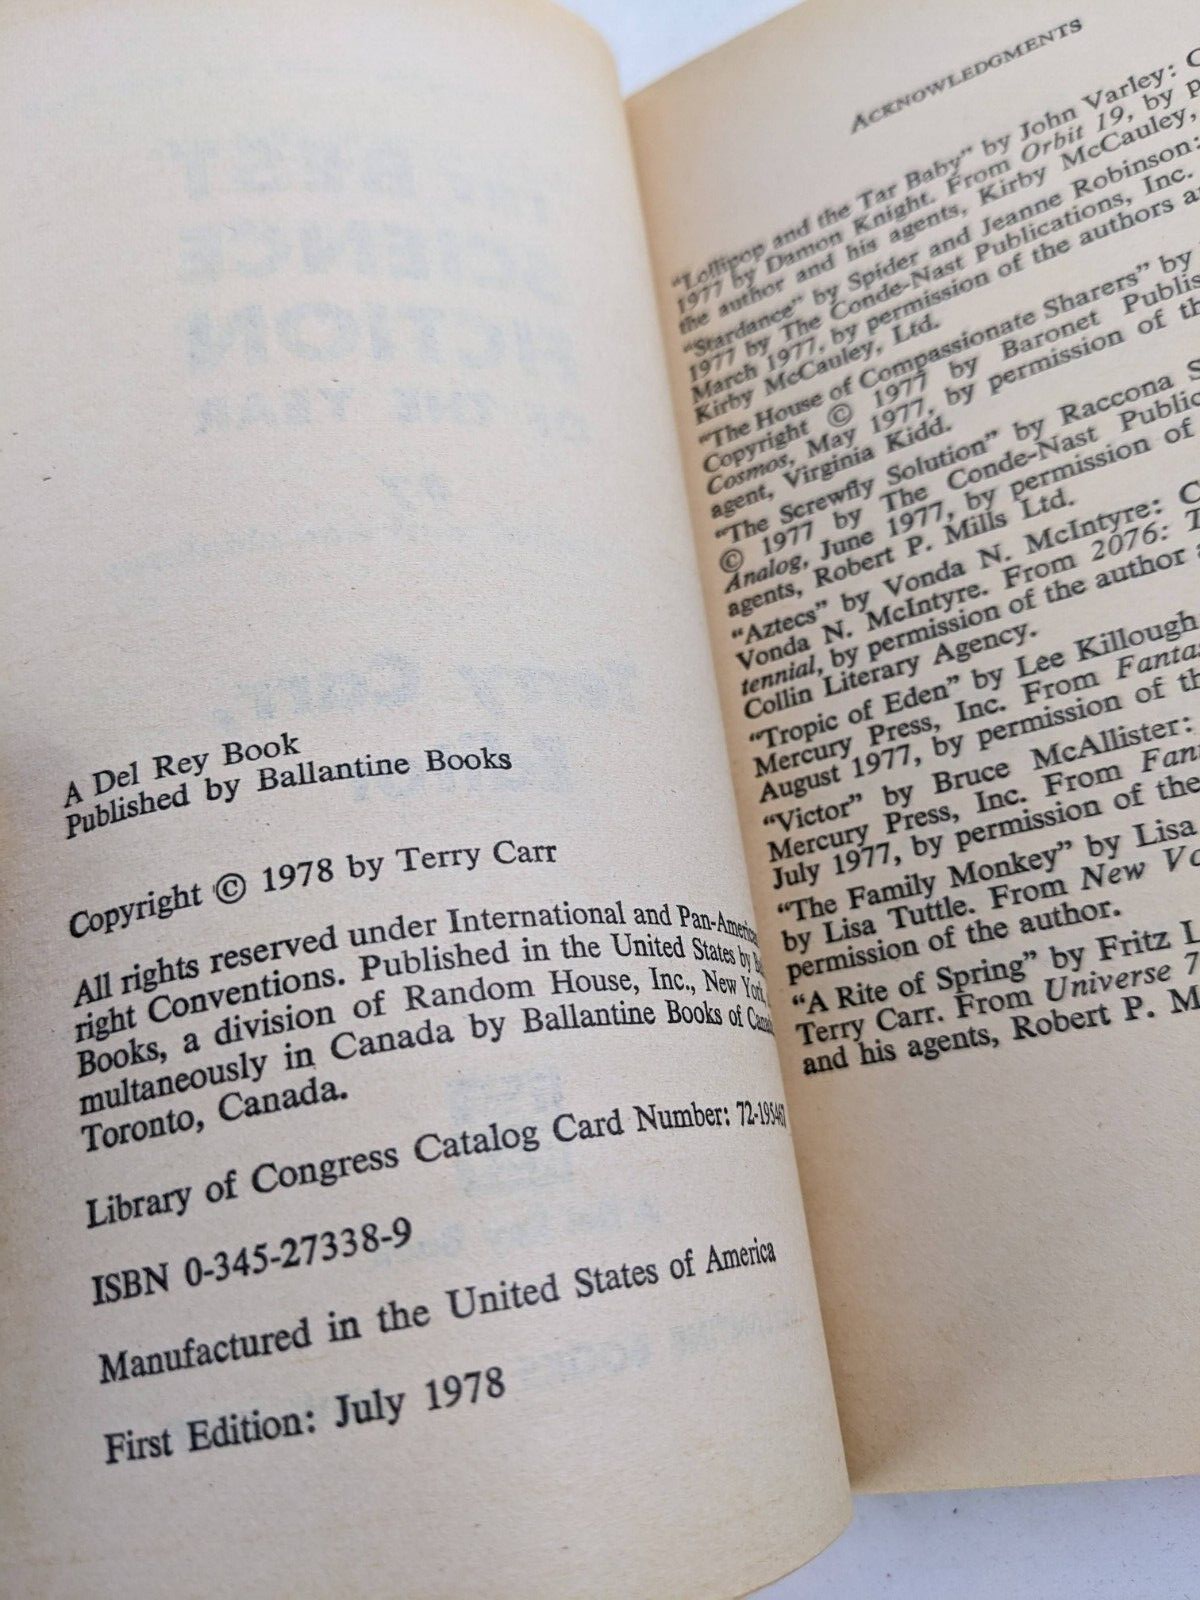 A Del Rey Book
Published by Ballantine Books
Copyright © 1978 by Terry Carr
All rights reserved under International and Pan-America
right Conventions. Published in the United States by
Books, a division of Random House, Inc., New York,
multaneously in Canada by Ballantine Books of Canada
Toronto, Canada.
Library of Congress Catalog Card Number: 72-195467
ISBN 0-345-27338-9
Manufactured in the United States of America
First Edition: July 1978
ACKNOWLEDGMENTS
"Lollipop and the Tar Baby" by John Varley: C
1977 by Damon Knight. From Orbit 19, by p
the author and his agents, Kirby McCauley,
"Stardance" by Spider and Jeanne Robinson:
1977 by The Conde-Nast Publications, Inc.
March 1977, by permission of the authors a
Kirby McCauley, Ltd.
"The House of Compassionate Sharers" by
Copyright © 1977 by Baronet Publis
Cosmos, May 1977, by permission of th
agent, Virginia Kidd.
"The Screwfly Solution" by Raccona S
© 1977 by The Conde-Nast Public
Analog, June 1977, by permission of
agents, Robert P. Mills Ltd.
"Aztecs" by Vonda N. McIntyre: C
Vonda N. McIntyre. From 2076: T
tennial, by permission of the author a
Collin Literary Agency.
"Tropic of Eden" by Lee Killough
Mercury Press, Inc. From Fantas
August 1977, by permission of th
"Victor" by Bruce McAllister:
Mercury Press, Inc. From Fant
July 1977, by permission of the
"The Family Monkey" by Lisa
by Lisa Tuttle. From New Vo
permission of the author.
"A Rite of Spring" by Fritz L
Terry Carr. From Universe 7
and his agents, Robert P. M